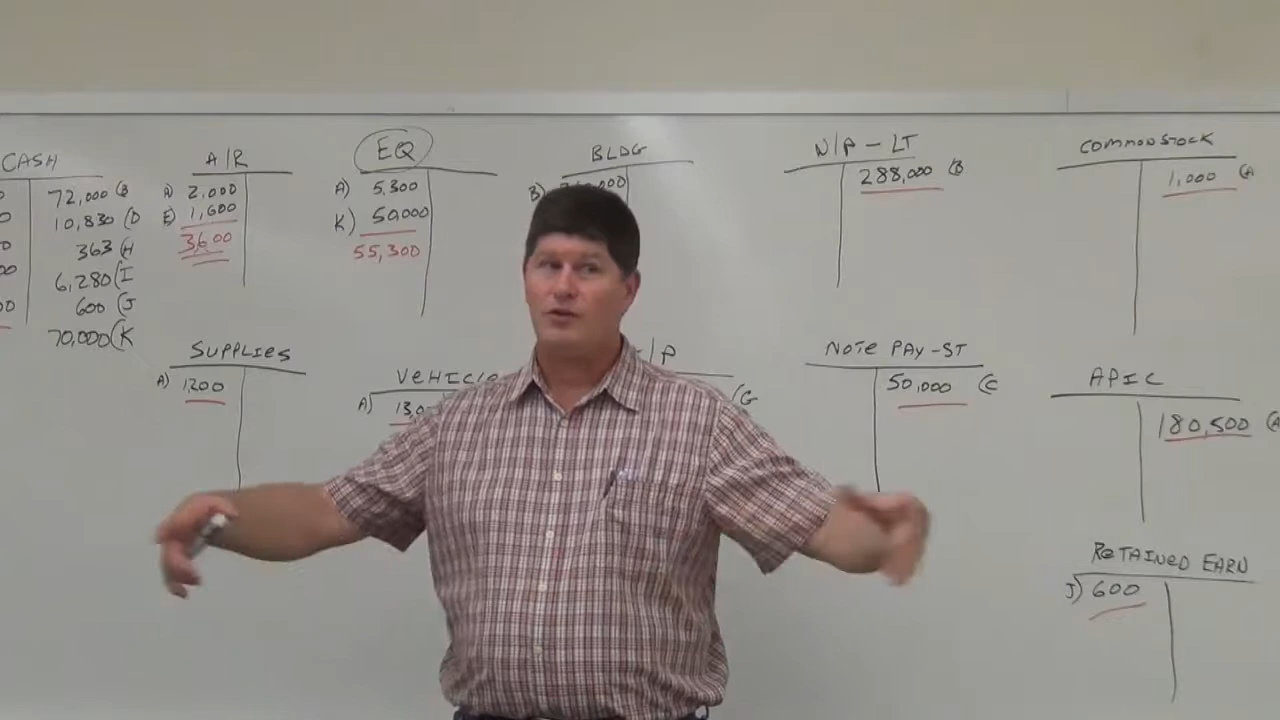 CASH
72,000 (B
10,830 (D
363 (H
6,280 (I
600 (J
70,000 (K
A/R
A) 2,000
E) 1,600
3600
EQ
A) 5,300
K) 50,000
55,300
BLDG
B)
N/P - LT
288,000 (B
COMMON STOCK
1,000 (A
SUPPLIES
A) 1200
A)
/P
(G
NOTE PAY-ST
50,000 (C
APIC
180,500 (A
RETAINED EARN
J) 600